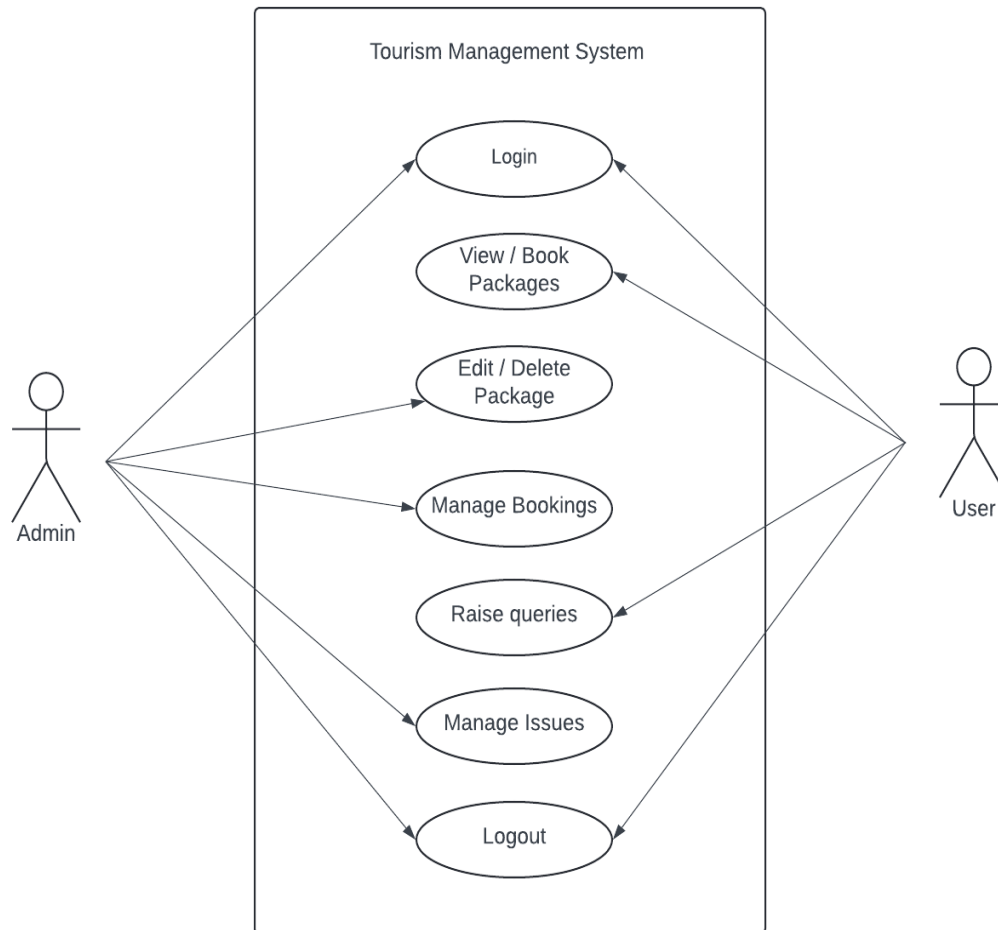 Tourism Management System
Login
View / Book
Packages
Edit / Delete
Package
Manage Bookings
Raise queries
Manage Issues
Logout
Admin
User